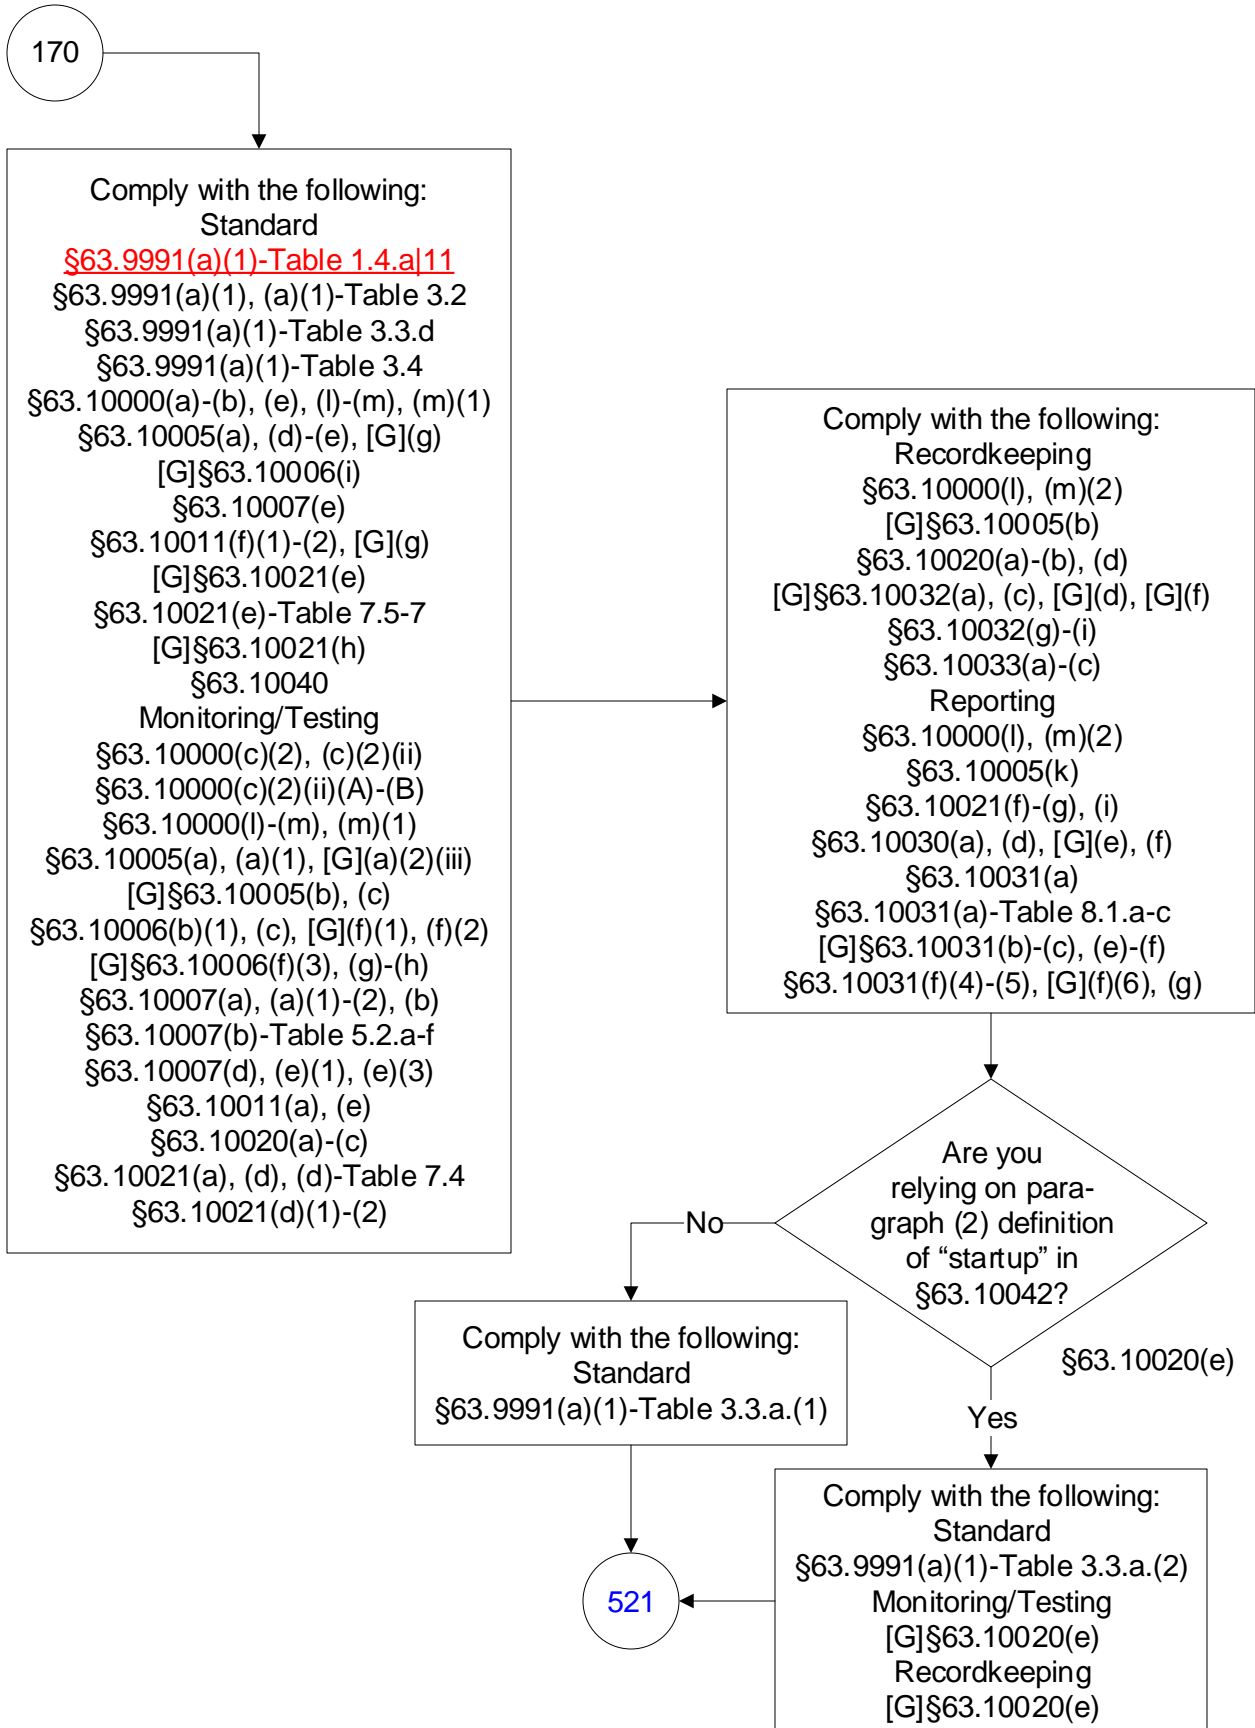 170
Comply with the following:
Standard
§63.9991(a)(1)-Table 1.4.a|11
§63.9991(a)(1), (a)(1)-Table 3.2
§63.9991(a)(1)-Table 3.3.d
§63.9991(a)(1)-Table 3.4
§63.10000(a)-(b), (e), (l)-(m), (m)(1)
§63.10005(a), (d)-(e), [G](g)
[G]§63.10006(i)
§63.10007(e)
§63.10011(f)(1)-(2), [G](g)
[G]§63.10021(e)
§63.10021(e)-Table 7.5-7
[G]§63.10021(h)
§63.10040
Monitoring/Testing
§63.10000(c)(2), (c)(2)(ii)
§63.10000(c)(2)(ii)(A)-(B)
§63.10000(l)-(m), (m)(1)
§63.10005(a), (a)(1), [G](a)(2)(iii)
[G]§63.10005(b), (c)
§63.10006(b)(1), (c), [G](f)(1), (f)(2)
[G]§63.10006(f)(3), (g)-(h)
§63.10007(a), (a)(1)-(2), (b)
§63.10007(b)-Table 5.2.a-f
§63.10007(d), (e)(1), (e)(3)
§63.10011(a), (e)
§63.10020(a)-(c)
§63.10021(a), (d), (d)-Table 7.4
§63.10021(d)(1)-(2)
Comply with the following:
Recordkeeping
§63.10000(l), (m)(2)
[G]§63.10005(b)
§63.10020(a)-(b), (d)
[G]§63.10032(a), (c), [G](d), [G](f)
§63.10032(g)-(i)
§63.10033(a)-(c)
Reporting
§63.10000(l), (m)(2)
§63.10005(k)
§63.10021(f)-(g), (i)
§63.10030(a), (d), [G](e), (f)
§63.10031(a)
§63.10031(a)-Table 8.1.a-c
[G]§63.10031(b)-(c), (e)-(f)
§63.10031(f)(4)-(5), [G](f)(6), (g)
Are you
relying on para-
graph (2) definition
of “startup” in
§63.10042?
§63.10020(e)
No
Comply with the following:
Standard
§63.9991(a)(1)-Table 3.3.a.(1)
Yes
Comply with the following:
Standard
§63.9991(a)(1)-Table 3.3.a.(2)
Monitoring/Testing
[G]§63.10020(e)
Recordkeeping
[G]§63.10020(e)
521